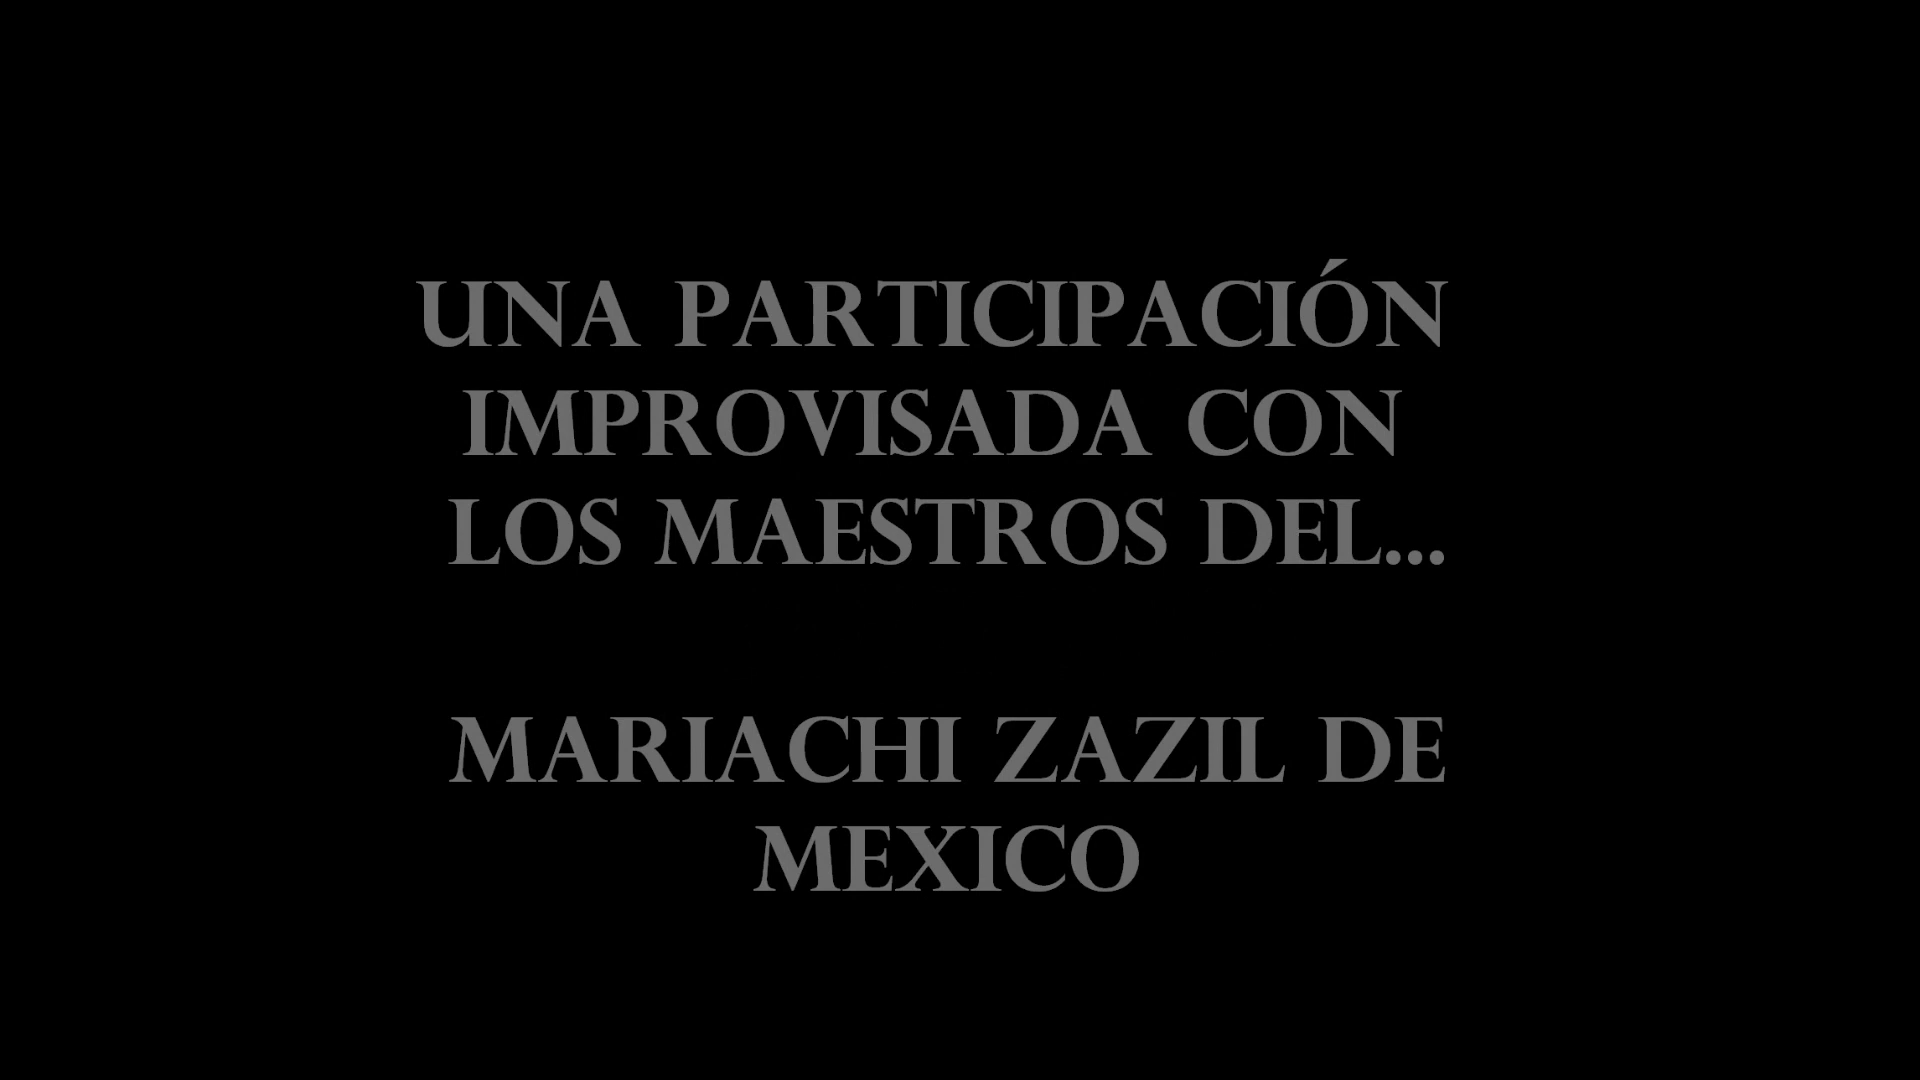 UNA PARTICIPACIÓN
IMPROVISADA CON
LOS MAESTROS DEL...
MARIACHI ZAZIL DE
MEXICO